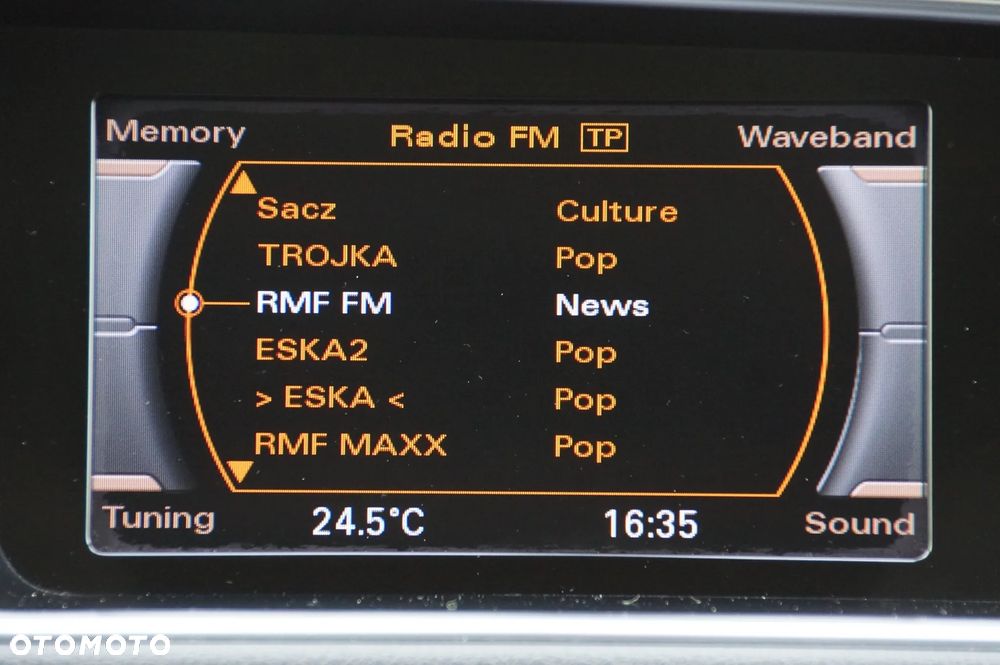 Memory Radio FM TP Waveband
Sacz Culture
TROJKA Pop
RMF FM News
ESKA2 Pop
> ESKA < Pop
RMF MAXX Pop
Tuning 24.5°C 16:35 Sound
OTOMOTO